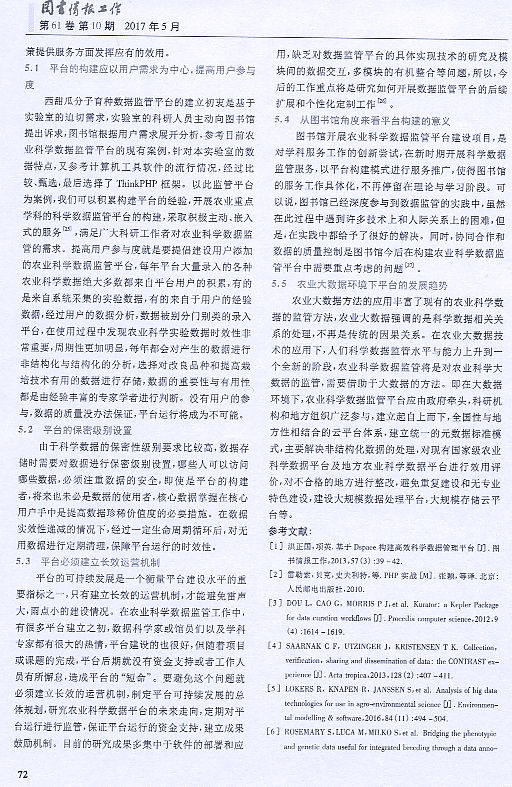 图书情报工作
第61卷 第10期 2017年5月
策提供服务方面发挥应有的效用。
5.1 平台的构建应以用户需求为中心,提高用户参与
度
西甜瓜分子育种数据监管平台的建立初衷是基于
实验室的迫切需求,实验室的科研人员主动向图书馆
提出诉求,图书馆根据用户需求展开分析,参考目前农
业科学数据监管平台的现有案例,针对本实验室的数
据特点,又参考计算机工具软件的流行情况,经过比
较、甄选,最后选择了 ThinkPHP 框架。以此监管平台
为案例,我们可以积累构建平台的经验,开展农业重点
学科的科学数据监管平台的构建,采取积极主动、嵌入
式的服务[25],满足广大科研工作者对农业科学数据监
管的需求。提高用户参与度就是要提倡建设用户添加
的农业科学数据监管平台,每年平台大量录入的各种
农业科学数据绝大多数都来自平台用户的积累,有的
是来自系统采集的实验数据,有的来自于用户的经验
数据,经过用户的数据分析,数据被别分门别类的录入
平台,在使用过程中发现农业科学实验数据时效性非
常重要,周期性更加明显,每年都会对产生的数据进行
非结构化与结构化的分析,选择对改良品种和提高栽
培技术有用的数据进行存储,数据的重要性与有用性
都是由经验丰富的专家学者进行判断。没有用户的参
与,数据的质量没办法保证,平台运行将成为不可能。
5.2 平台的保密级别设置
由于科学数据的保密性级别要求比较高,数据存
储时需要对数据进行保密级别设置,哪些人可以访问
哪些数据,必须注重数据的安全,即使是平台的构建
者,将来也未必是数据的使用者,核心数据掌握在核心
用户手中是提高数据珍稀价值度的必要措施。在数据
实效性递减的情况下,经过一定生命周期循环后,对无
用数据进行定期清理,保障平台运行的时效性。
5.3 平台必须建立长效运营机制
平台的可持续发展是一个衡量平台建设水平的重
要指标之一,只有建立长效的运营机制,才能避免雷声
大,雨点小的建设情况。在农业科学数据监管工作中,
有很多平台建立之初,数据科学家或馆员们以及学科
专家都有很大的热情,平台建设的也很好,但随着项目
或课题的完成,平台后期就没有资金支持或者工作人
员有所懈怠,造成平台的“短命”。要避免这个问题就
必须建立长效的运营机制,制定平台可持续发展的总
体规划,研究农业科学数据平台的未来走向,定期对平
台运行进行监管,保证平台运行的资金支持,建立成果
鼓励机制。目前的研究成果多集中于软件的部署和应
72
用,缺乏对数据监管平台的具体实现技术的研究及模
块间的数据交互,多模块的有机整合等问题,所以,今
后的工作重点将是研究如何开展数据监管平台的后续
扩展和个性化定制工作[26]。
5.4 从图书馆角度来看平台构建的意义
图书馆开展农业科学数据监管平台建设项目,是
对学科服务工作的创新尝试,在新时期开展科学数据
监管服务,以平台构建模式进行服务推广,使得图书馆
的服务工作具体化,不再停留在理论与学习阶段。可
以说,图书馆已经深度参与到数据监管的实践中,虽然
在此过程中遇到许多技术上和人际关系上的困难,但
是,在实践中都给予了很好的解决。同时,协同合作和
数据的质量控制是图书馆今后在构建农业科学数据监
管平台中需要重点考虑的问题[27]。
5.5 农业大数据环境下平台的发展趋势
农业大数据方法的应用丰富了现有的农业科学数
据的监管方法,农业大数据强调的是科学数据相关关
系的处理,不再是传统的因果关系。在农业大数据技
术的应用下,人们科学数据监管水平与能力上升到一
个全新的阶段,农业科学数据监管将是对农业科学大
数据的监管,需要借助于大数据的方法。即在大数据
环境下,农业科学数据监管平台应由政府牵头,科研机
构和地方组织广泛参与,建立起自上而下,全国性与地
方性相结合的云平台体系,建立统一的元数据标准模
式,主要解决非结构化数据的处理,对现有国家级农业
科学数据平台及地方农业科学数据平台进行效用评
价,对不合格的地方进行整改,避免重复建设和无专业
特色建设,建设大规模数据处理平台,大规模存储云平
台等。
参考文献:
[1] 洪正国,项英. 基于 Dspace 构建高效科学数据管理平台[J]. 图
书情报工作,2013,57(3):39-42.
[2] 雷勒索,贝克,史夫利特,等. PHP 实战[M]. 张颖,等译. 北京:
人民邮电出版社,2010.
[3] DOU L, CAO G, MORRIS P J, et al. Kurator: a Kepler Package
for data curation workflows [J]. Procedia computer science,2012,9
(4):1614-1619.
[4] SAARNAK C F, UTZINGER J, KRISTENSEN T K. Collection,
verification, sharing and dissemination of data: the CONTRAST ex-
perience [J]. Acta tropica,2013,128(2):407-411.
[5] LOKERS R, KNAPEN R, JANSSEN S, et al. Analysis of big data
technologies for use in agro-environmental science [J]. Environmen-
tal modelling & software,2016,84(11):494-504.
[6] ROSEMARY S, LUCA M, MILKO S, et al. Bridging the phenotypic
and genetic data useful for integrated breeding through a data anno-